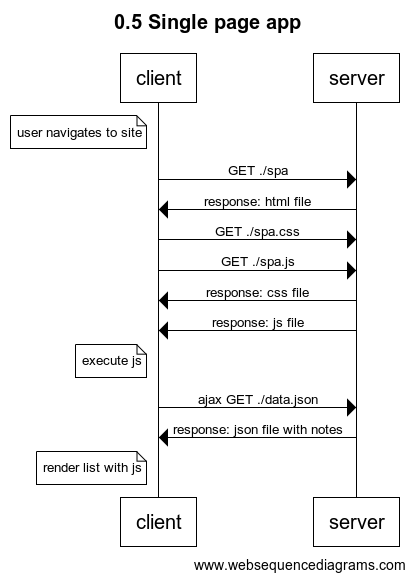 0.5 Single page app
client
server
user navigates to site
GET ./spa
response: html file
GET ./spa.css
GET ./spa.js
response: css file
response: js file
execute js
ajax GET ./data.json
response: json file with notes
render list with js
client
server
www.websequencediagrams.com